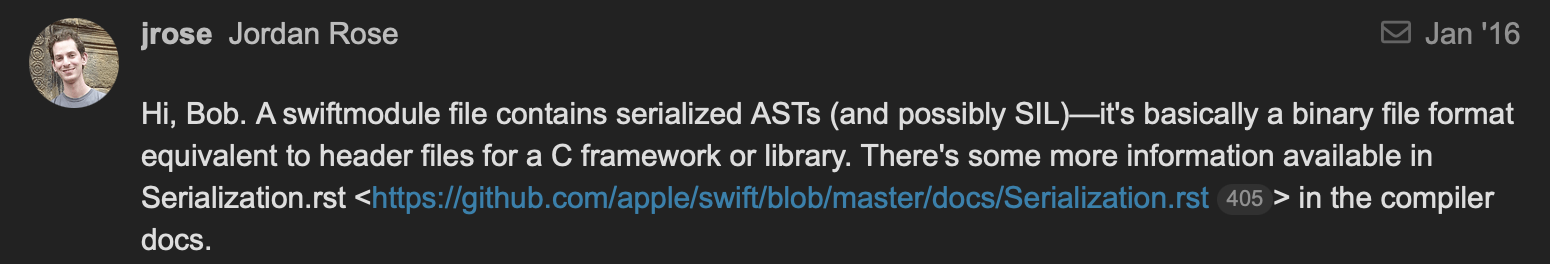 jrose Jordan Rose Jan '16
Hi, Bob. A swiftmodule file contains serialized ASTs (and possibly SIL)—it's basically a binary file format
equivalent to header files for a C framework or library. There's some more information available in
Serialization.rst <https://github.com/apple/swift/blob/master/docs/Serialization.rst 405> in the compiler
docs.